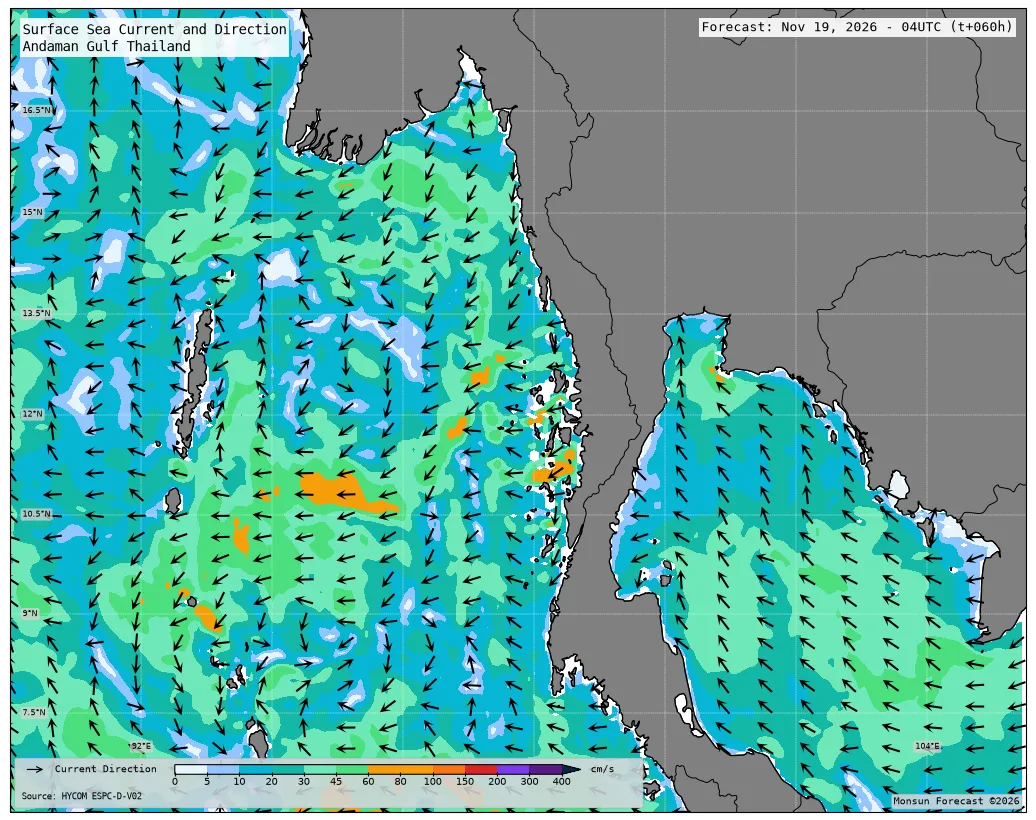 Surface Sea Current and Direction
Andaman Gulf Thailand
Forecast: Nov 19, 2026 - 04UTC (t+060h)
16.5°N
15°N
13.5°N
12°N
10.5°N
9°N
7.5°N
92°E
104°E
Current Direction
0 5 10 20 30 45 60 80 100 150 200 300 400 cm/s
Source: HYCOM ESPC-D-V02
Monsun Forecast ©2026